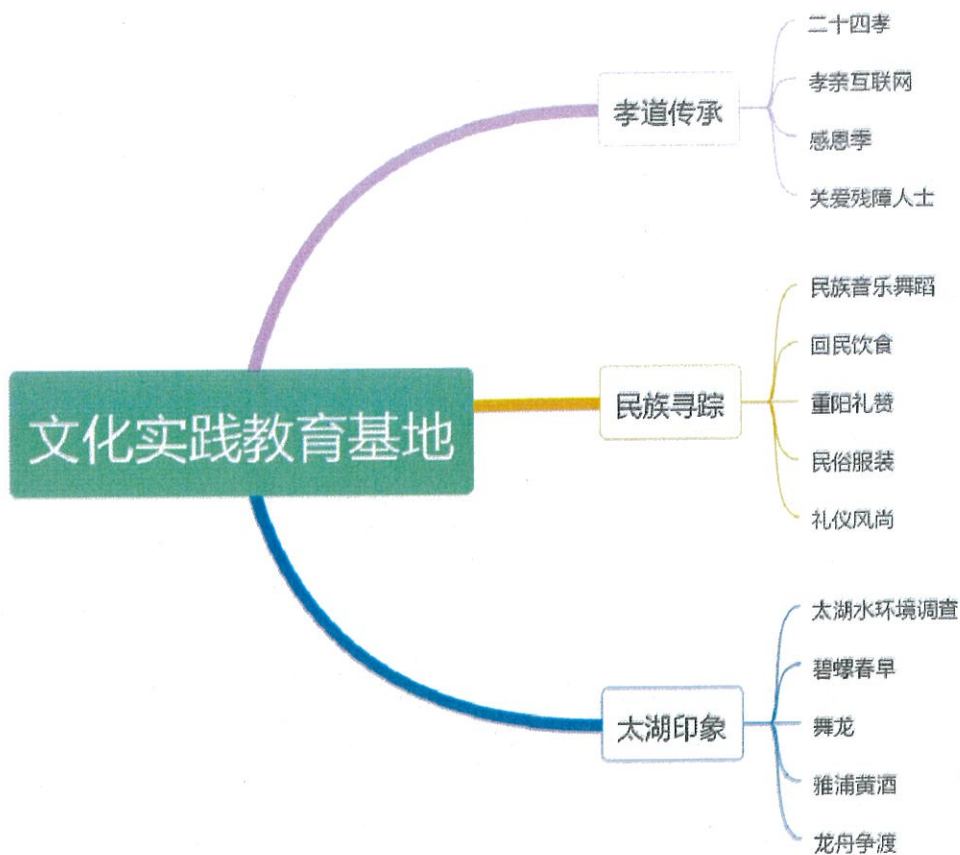 文化实践教育基地
孝道传承
二十四孝
孝亲互联网
感恩季
关爱残障人士
民族寻踪
民族音乐舞蹈
回民饮食
重阳礼赞
民俗服装
礼仪风尚
太湖印象
太湖水环境调查
碧螺春早
舞龙
雅浦黄酒
龙舟争渡